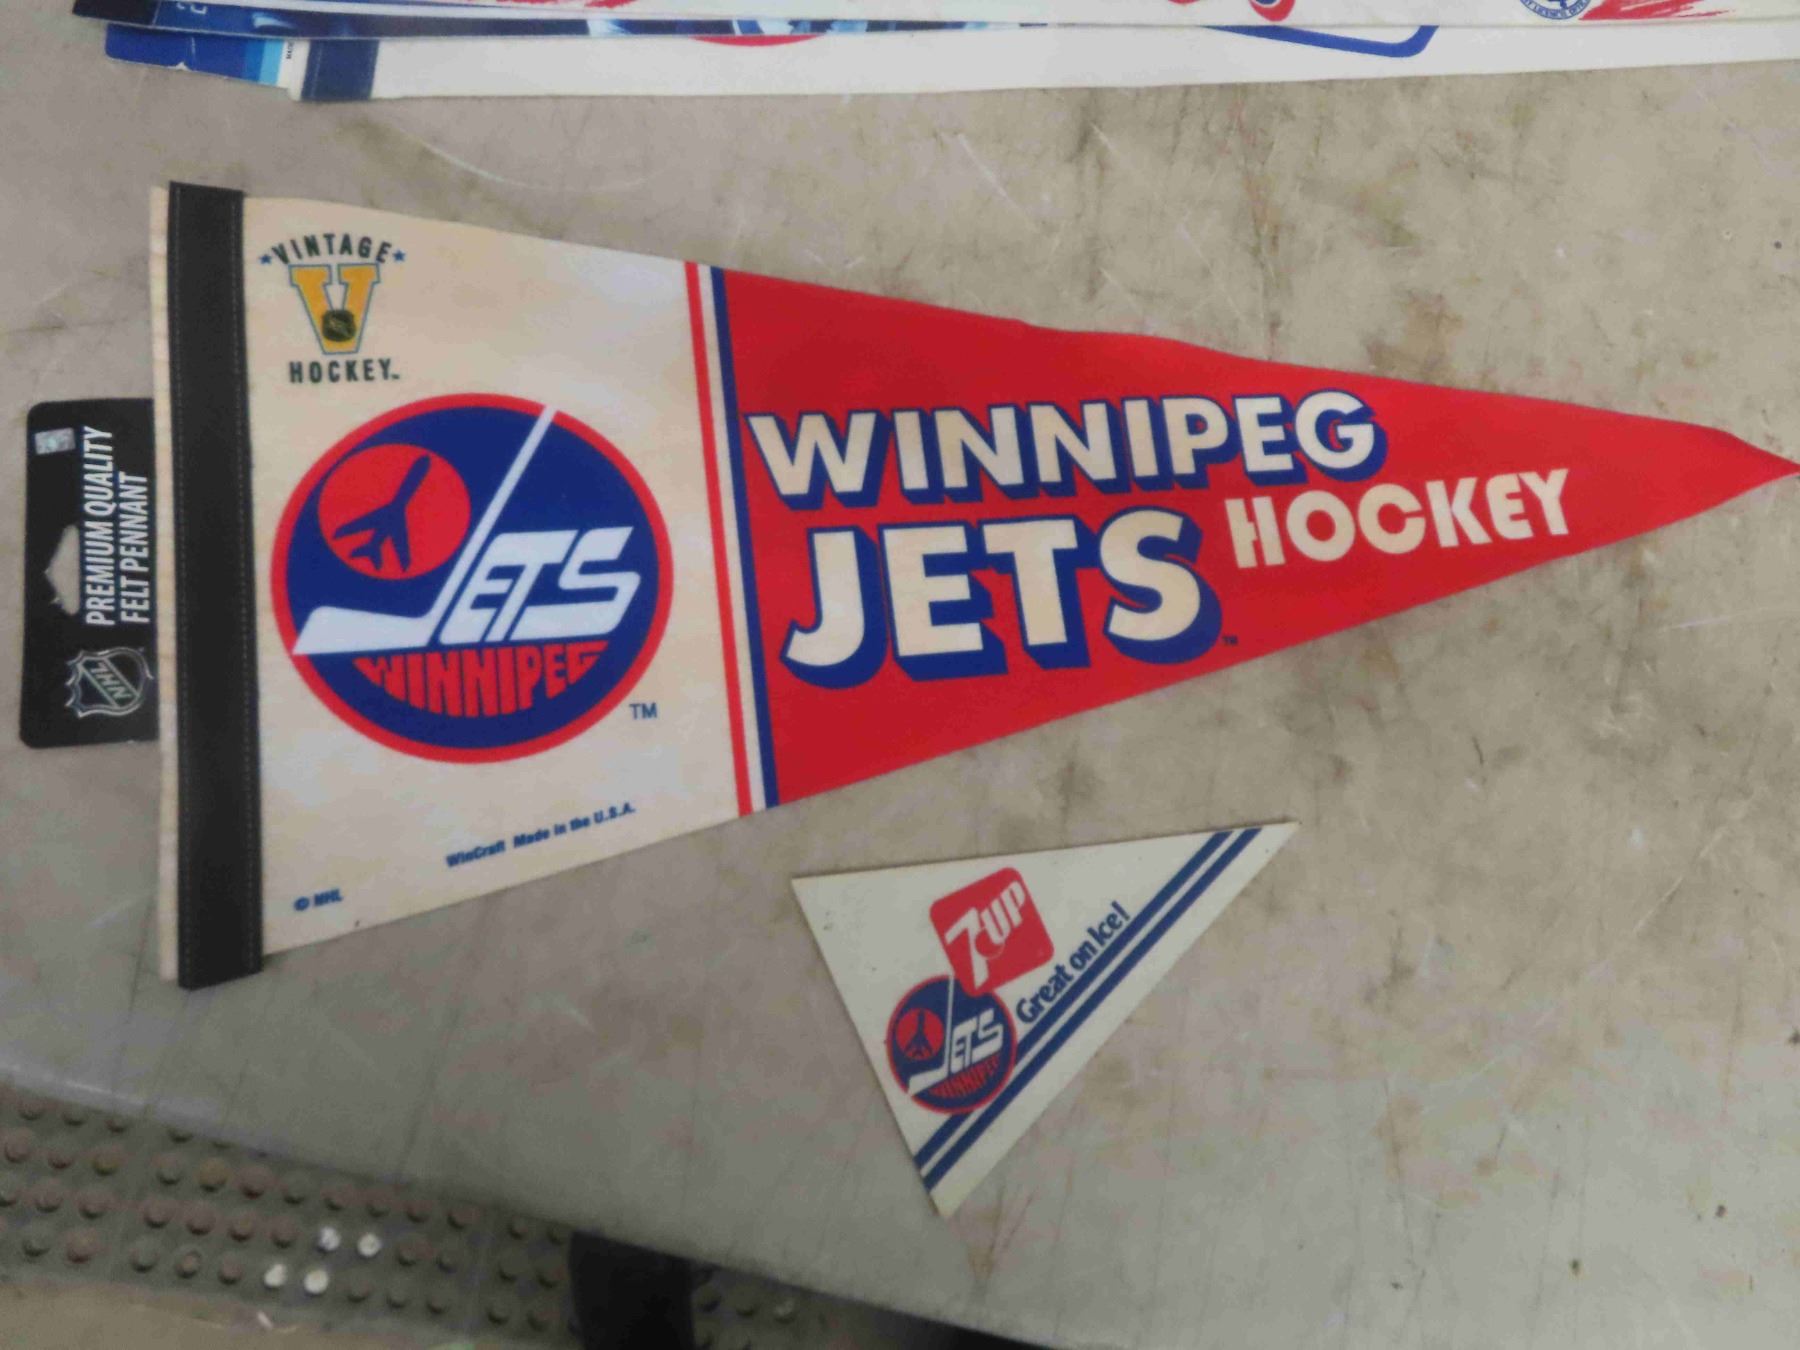 VINTAGE
V
HOCKEY™
PREMIUM QUALITY
FELT PENNANT
NHL
JETS
WINNIPEG
TM
WINNIPEG
JETS HOCKEY
TM
WinCraft Made in the U.S.A.
© NHL
7UP
Great on Ice!
JETS
WINNIPEG